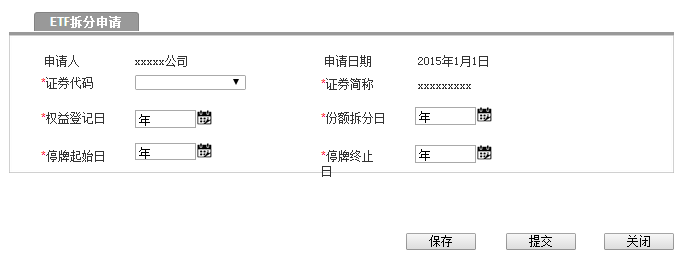 ETF拆分申请
申请人 xxxxx公司 申请日期 2015年1月1日
*证券代码 *证券简称 xxxxxxxxx
*权益登记日 年 *份额拆分日 年
*停牌起始日 年 *停牌终止 年
日
保存 提交 关闭